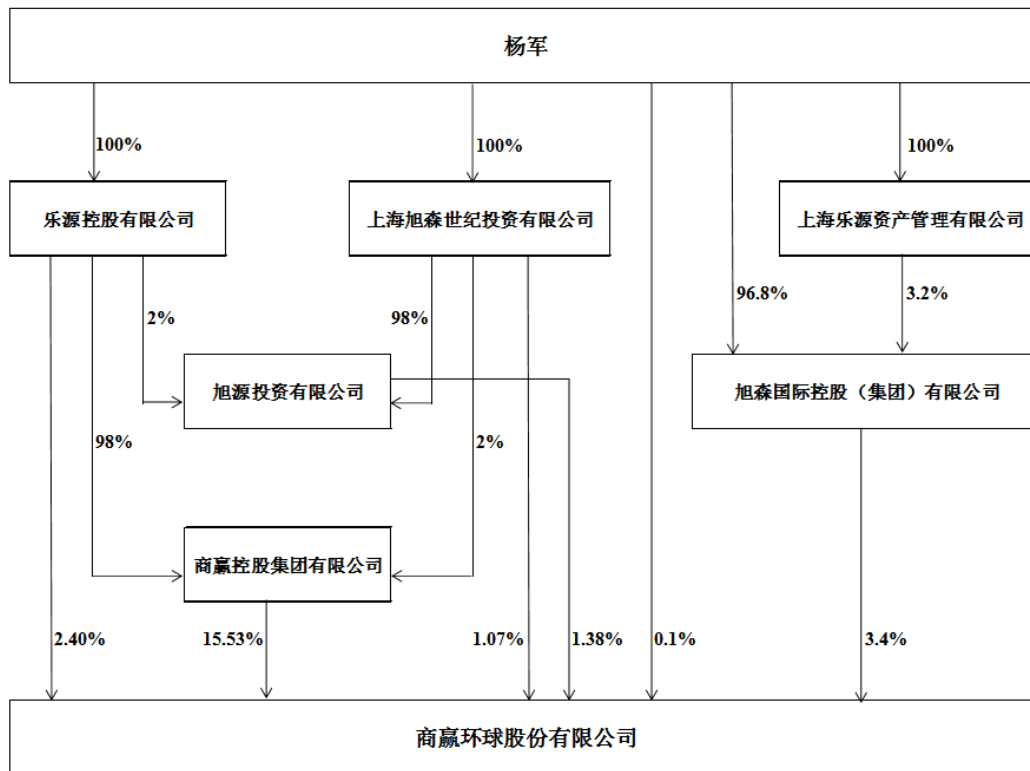 杨军
100%
100%
100%
乐源控股有限公司
上海旭森世纪投资有限公司
上海乐源资产管理有限公司
2%
98%
96.8%
3.2%
旭源投资有限公司
旭森国际控股（集团）有限公司
98%
2%
商赢控股集团有限公司
2.40%
15.53%
1.07%
1.38%
0.1%
3.4%
商赢环球股份有限公司